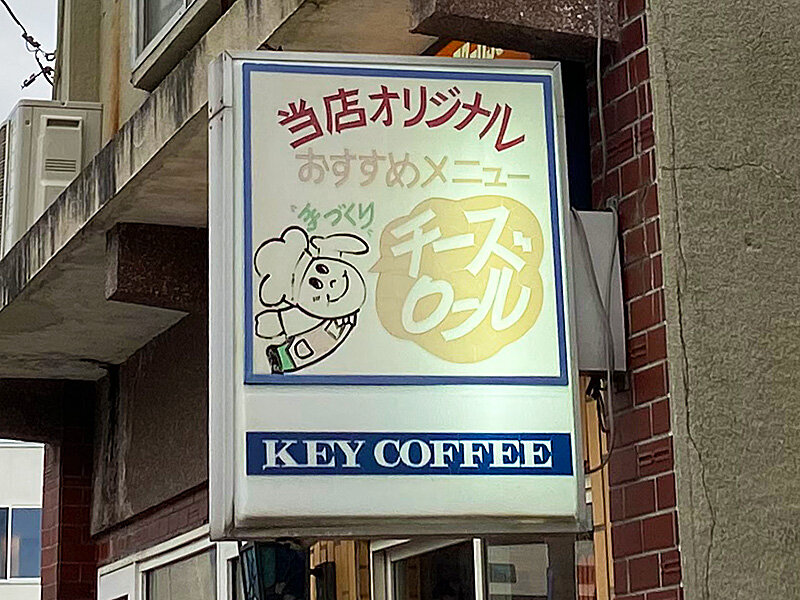 当店オリジナル
おすすめメニュー
"手づくり"
チーズ
ロール
KEY COFFEE